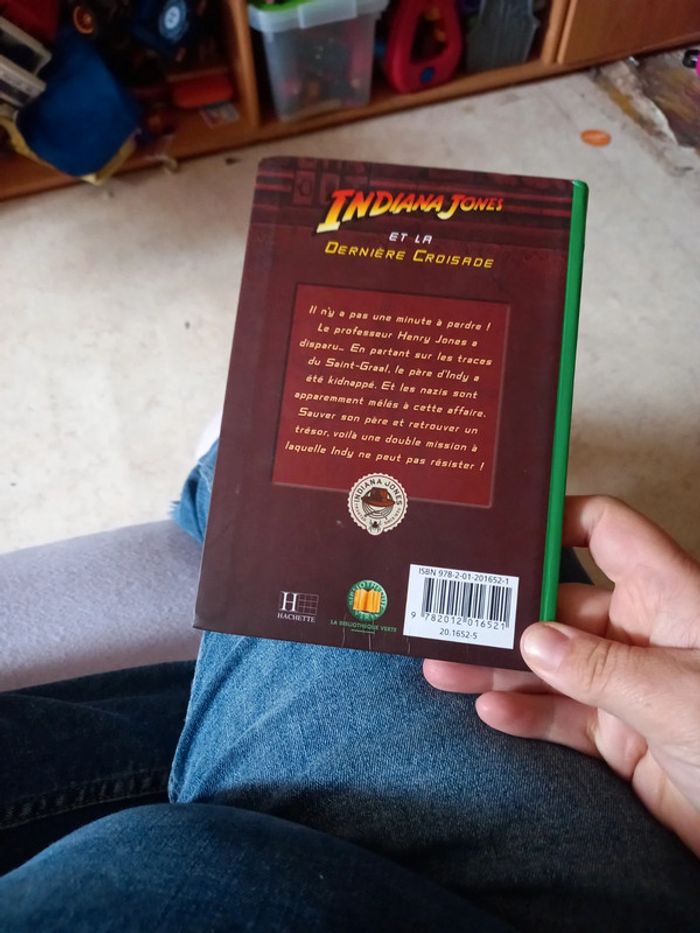 INDIANA JONES
ET LA
DERNIÈRE CROISADE
Il n'y a pas une minute à perdre !
Le professeur Henry Jones a
disparu... En partant sur les traces
du Saint-Graal, le père d'Indy a
été kidnappé. Et les nazis sont
apparemment mêlés à cette affaire.
Sauver son père et retrouver un
trésor, voilà une double mission à
laquelle Indy ne peut pas résister !
INDIANA JONES
H
HACHETTE
BIBLIOTHEQUE
LA BIBLIOTHÈQUE VERTE
ISBN 978-2-01-201652-1
9 782012 016521
20.1652-5